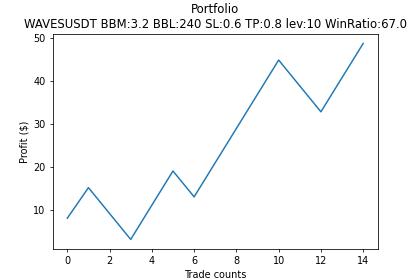 Portfolio
WAVESUSDT BBM:3.2 BBL:240 SL:0.6 TP:0.8 lev:10 WinRatio:67.0
50
40
30
20
10
Profit ($)
0 2 4 6 8 10 12 14
Trade counts